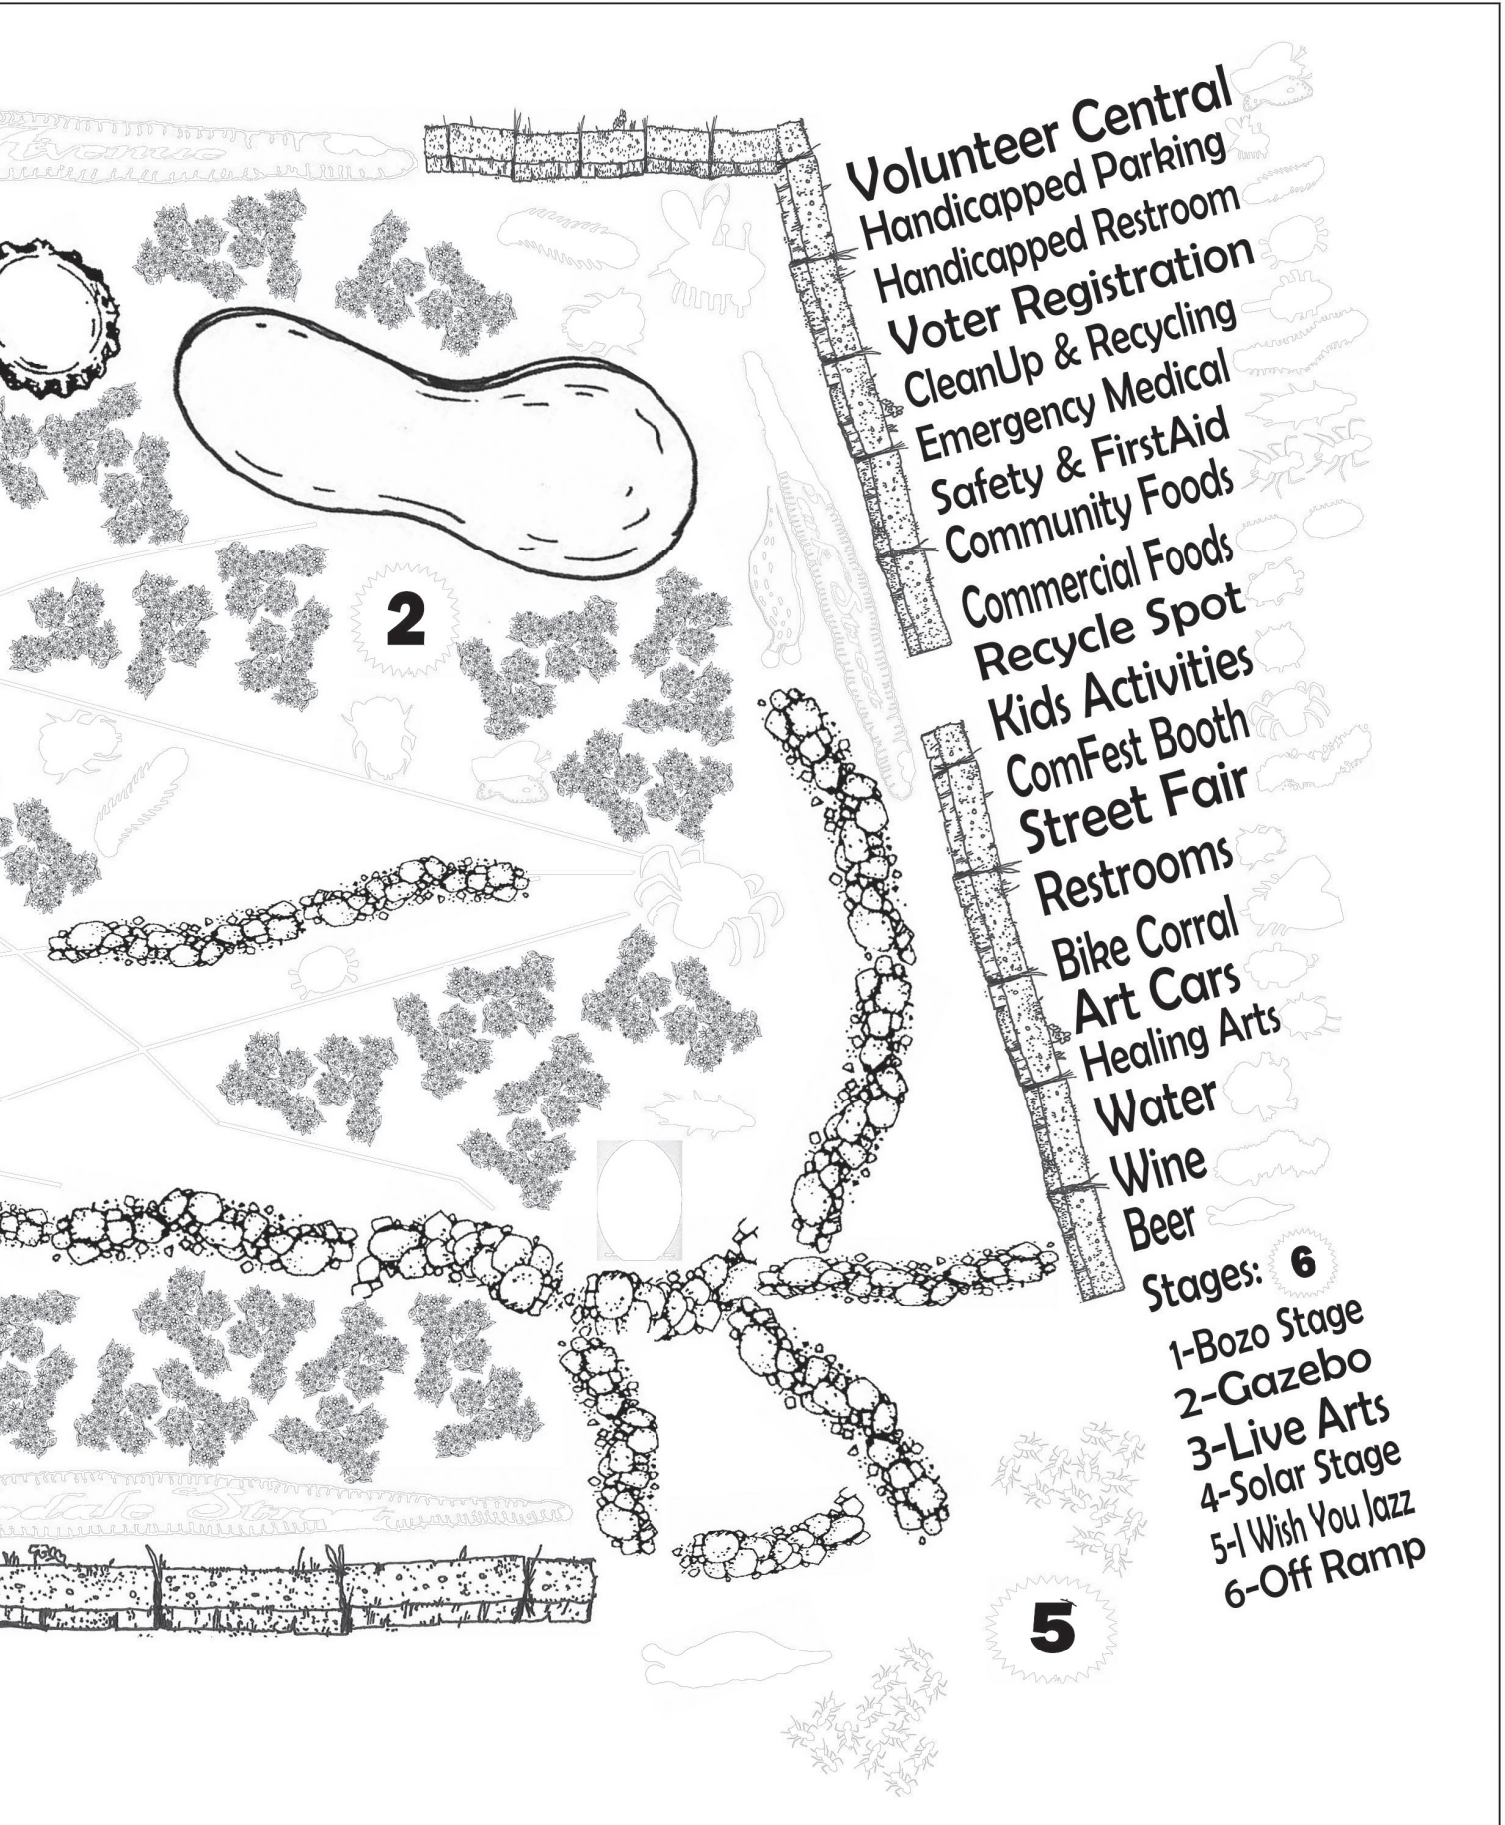 Avenue
Volunteer Central
Handicapped Parking
Handicapped Restroom
Voter Registration
CleanUp & Recycling
Emergency Medical
Safety & FirstAid
Community Foods
Commercial Foods
Recycle Spot
Kids Activities
ComFest Booth
Street Fair
Restrooms
Bike Corral
Art Cars
Healing Arts
Water
Wine
Beer
Stages: 6
1-Bozo Stage
2-Gazebo
3-Live Arts
4-Solar Stage
5-I Wish You Jazz
6-Off Ramp
2
Park Street
5